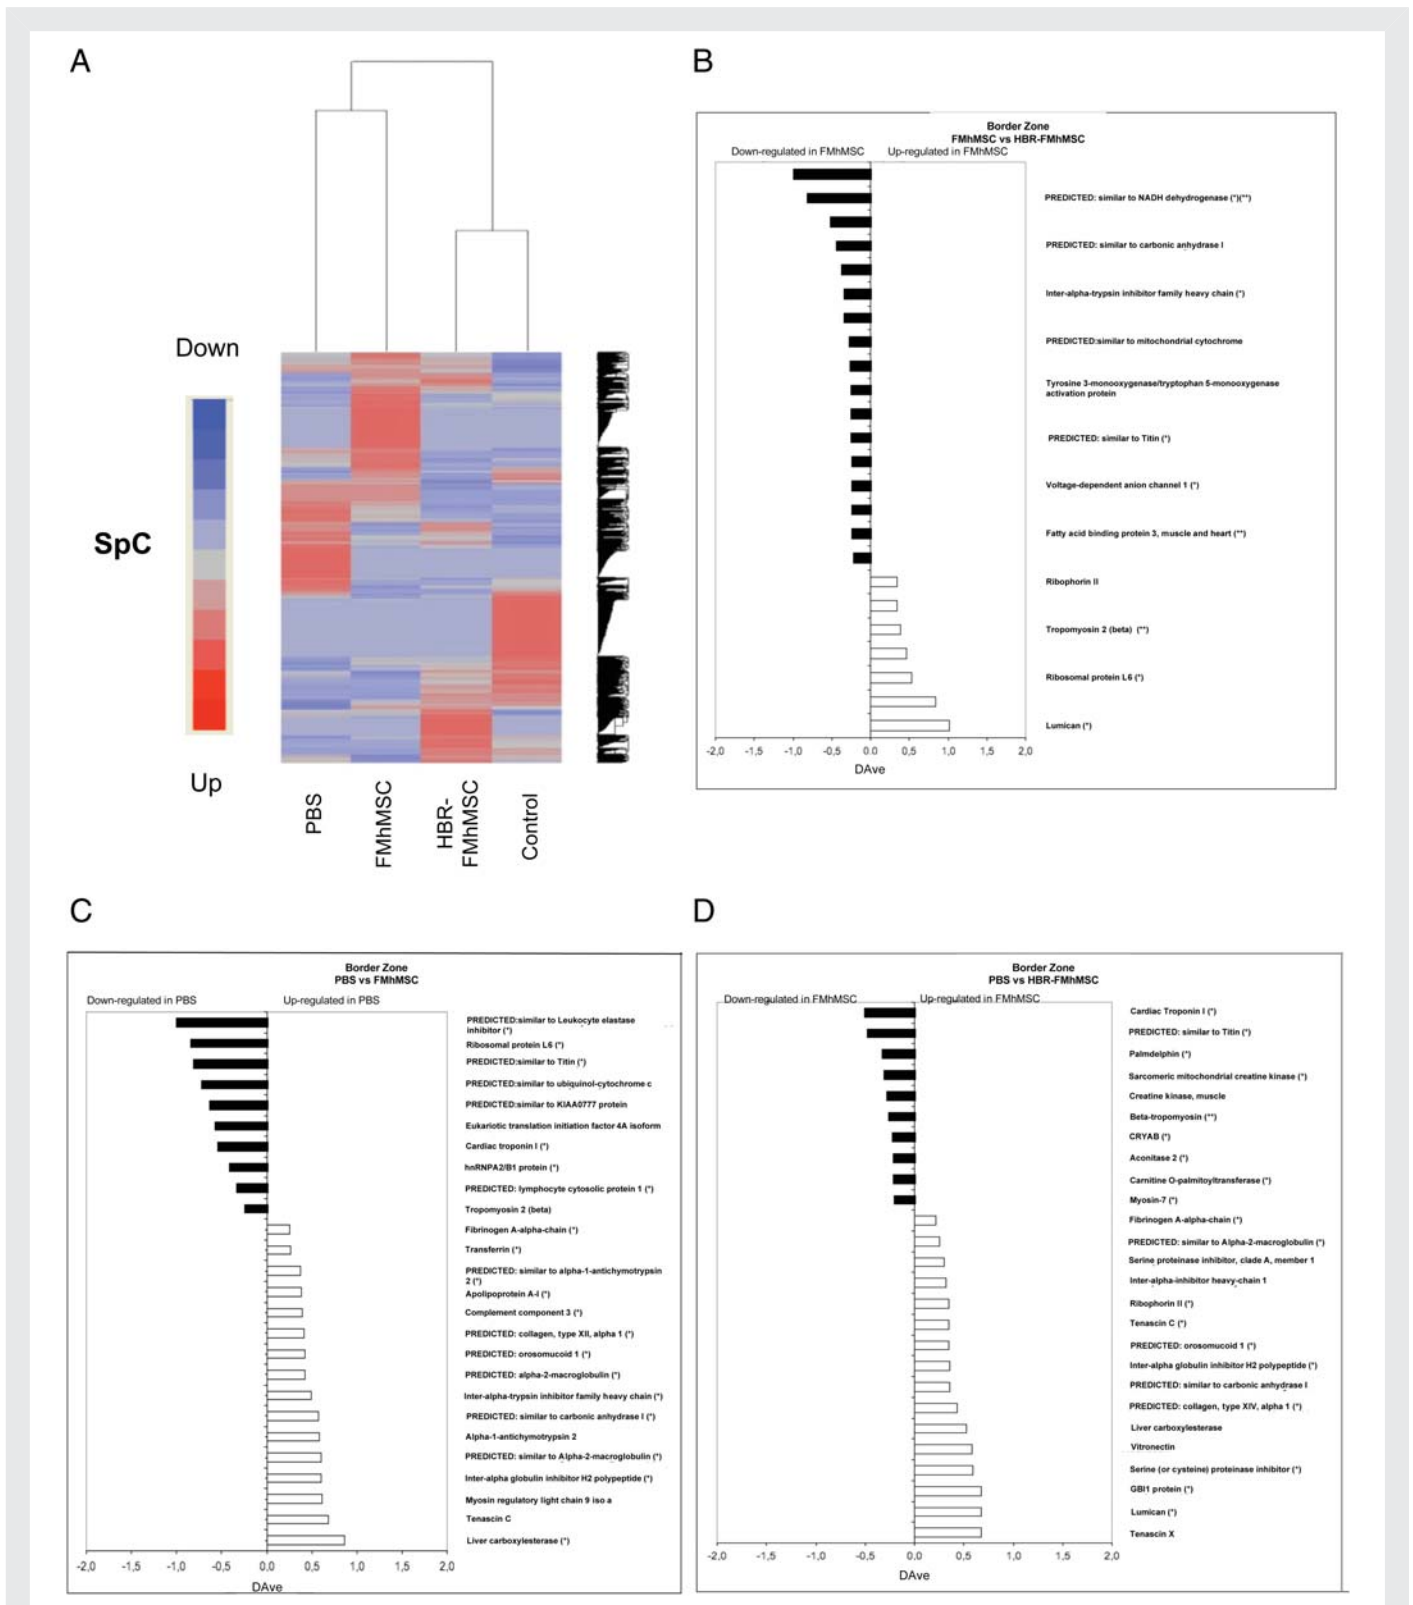 A
Down
SpC
Up
PBS
FMhMSC
HBR-
FMhMSC
Control
B
Border Zone
FMhMSC vs HBR-FMhMSC
Down-regulated in FMhMSC
Up-regulated in FMhMSC
PREDICTED: similar to NADH dehydrogenase (*)(**)
PREDICTED: similar to carbonic anhydrase I
Inter-alpha-trypsin inhibitor family heavy chain (*)
PREDICTED:similar to mitochondrial cytochrome
Tyrosine 3-monooxygenase/tryptophan 5-monooxygenase
activation protein
PREDICTED: similar to Titin (*)
Voltage-dependent anion channel 1 (*)
Fatty acid binding protein 3, muscle and heart (**)
Ribophorin II
Tropomyosin 2 (beta) (**)
Ribosomal protein L6 (*)
Lumican (*)
-2,0 -1,5 -1,0 -0,5 0.0 0,5 1,0 1,5 2,0
DAve
C
Border Zone
PBS vs FMhMSC
Down-regulated in PBS
Up-regulated in PBS
PREDICTED:similar to Leukocyte elastase
inhibitor (*)
Ribosomal protein L6 (*)
PREDICTED:similar to Titin (*)
PREDICTED:similar to ubiquinol-cytochrome c
PREDICTED:similar to KIAA0777 protein
Eukariotic translation initiation factor 4A isoform
Cardiac troponin I (*)
hnRNPA2/B1 protein (*)
PREDICTED: lymphocyte cytosolic protein 1 (*)
Tropomyosin 2 (beta)
Fibrinogen A-alpha-chain (*)
Transferrin (*)
PREDICTED: similar to alpha-1-antichymotrypsin
2 (*)
Apolipoprotein A-I (*)
Complement component 3 (*)
PREDICTED: collagen, type XII, alpha 1 (*)
PREDICTED: orosomucoid 1 (*)
PREDICTED: alpha-2-macroglobulin (*)
Inter-alpha-trypsin inhibitor family heavy chain (*)
PREDICTED: similar to carbonic anhydrase I (*)
Alpha-1-antichymotrypsin 2
PREDICTED: similar to Alpha-2-macroglobulin (*)
Inter-alpha globulin inhibitor H2 polypeptide (*)
Myosin regulatory light chain 9 iso a
Tenascin C
Liver carboxylesterase (*)
-2,0 -1,5 -1,0 -0,5 0,0 0,5 1,0 1,5 2,0
DAve
D
Border Zone
PBS vs HBR-FMhMSC
Down-regulated in FMhMSC
Up-regulated in FMhMSC
Cardiac Troponin I (*)
PREDICTED: similar to Titin (*)
Palmdelphin (*)
Sarcomeric mitochondrial creatine kinase (*)
Creatine kinase, muscle
Beta-tropomyosin (**)
CRYAB (*)
Aconitase 2 (*)
Carnitine O-palmitoyltransferase (*)
Myosin-7 (*)
Fibrinogen A-alpha-chain (*)
PREDICTED: similar to Alpha-2-macroglobulin (*)
Serine proteinase inhibitor, clade A, member 1
Inter-alpha-inhibitor heavy-chain 1
Ribophorin II (*)
Tenascin C (*)
PREDICTED: orosomucoid 1 (*)
Inter-alpha globulin inhibitor H2 polypeptide (*)
PREDICTED: similar to carbonic anhydrase I
PREDICTED: collagen, type XIV, alpha 1 (*)
Liver carboxylesterase
Vitronectin
Serine (or cysteine) proteinase inhibitor (*)
GBI1 protein (*)
Lumican (*)
Tenascin X
-2,0 -1,5 -1,0 -0,5 0,0 0,5 1,0 1,5 2,0
DAve